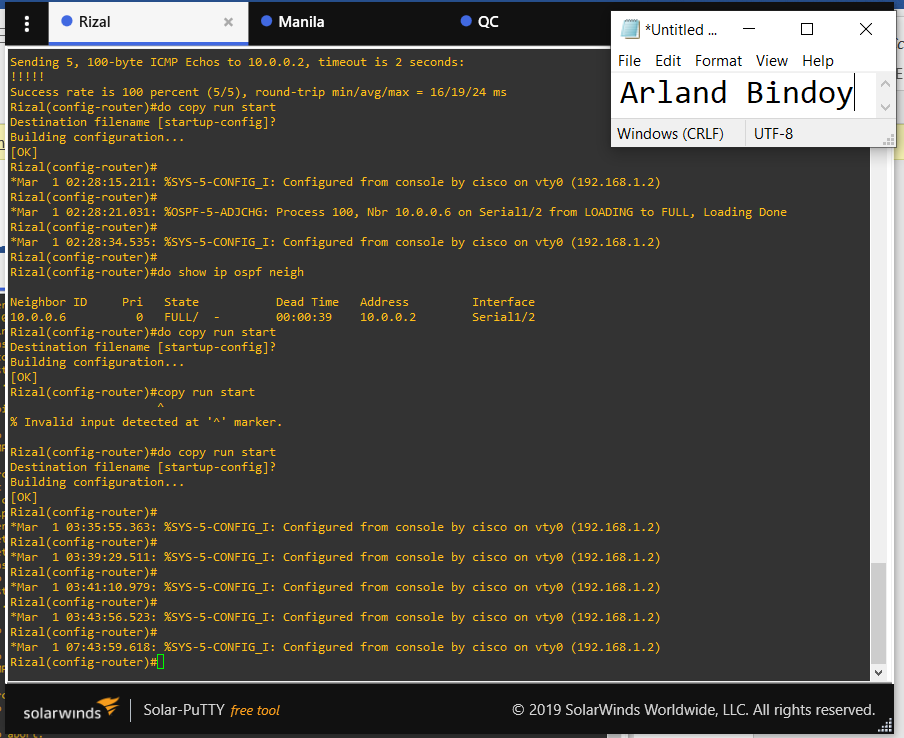 Rizal × Manila QC
Sending 5, 100-byte ICMP Echos to 10.0.0.2, timeout is 2 seconds:
!!!!!
Success rate is 100 percent (5/5), round-trip min/avg/max = 16/19/24 ms
Rizal(config-router)#do copy run start
Destination filename [startup-config]?
Building configuration...
[OK]
Rizal(config-router)#
*Mar  1 02:28:15.211: %SYS-5-CONFIG_I: Configured from console by cisco on vty0 (192.168.1.2)
Rizal(config-router)#
*Mar  1 02:28:21.031: %OSPF-5-ADJCHG: Process 100, Nbr 10.0.0.6 on Serial1/2 from LOADING to FULL, Loading Done
Rizal(config-router)#
*Mar  1 02:28:34.535: %SYS-5-CONFIG_I: Configured from console by cisco on vty0 (192.168.1.2)
Rizal(config-router)#
Rizal(config-router)#do show ip ospf neigh
Neighbor ID     Pri   State           Dead Time   Address         Interface
10.0.0.6          0   FULL/  -        00:00:39    10.0.0.2        Serial1/2
Rizal(config-router)#do copy run start
Destination filename [startup-config]?
Building configuration...
[OK]
Rizal(config-router)#copy run start
^
% Invalid input detected at '^' marker.
Rizal(config-router)#do copy run start
Destination filename [startup-config]?
Building configuration...
[OK]
Rizal(config-router)#
*Mar  1 03:35:55.363: %SYS-5-CONFIG_I: Configured from console by cisco on vty0 (192.168.1.2)
Rizal(config-router)#
*Mar  1 03:39:29.511: %SYS-5-CONFIG_I: Configured from console by cisco on vty0 (192.168.1.2)
Rizal(config-router)#
*Mar  1 03:41:10.979: %SYS-5-CONFIG_I: Configured from console by cisco on vty0 (192.168.1.2)
Rizal(config-router)#
*Mar  1 03:43:56.523: %SYS-5-CONFIG_I: Configured from console by cisco on vty0 (192.168.1.2)
Rizal(config-router)#
*Mar  1 07:43:59.618: %SYS-5-CONFIG_I: Configured from console by cisco on vty0 (192.168.1.2)
Rizal(config-router)#
*Untitled ...
File Edit Format View Help
Arland Bindoy
Windows (CRLF) UTF-8
solarwinds Solar-PuTTY free tool © 2019 SolarWinds Worldwide, LLC. All rights reserved.